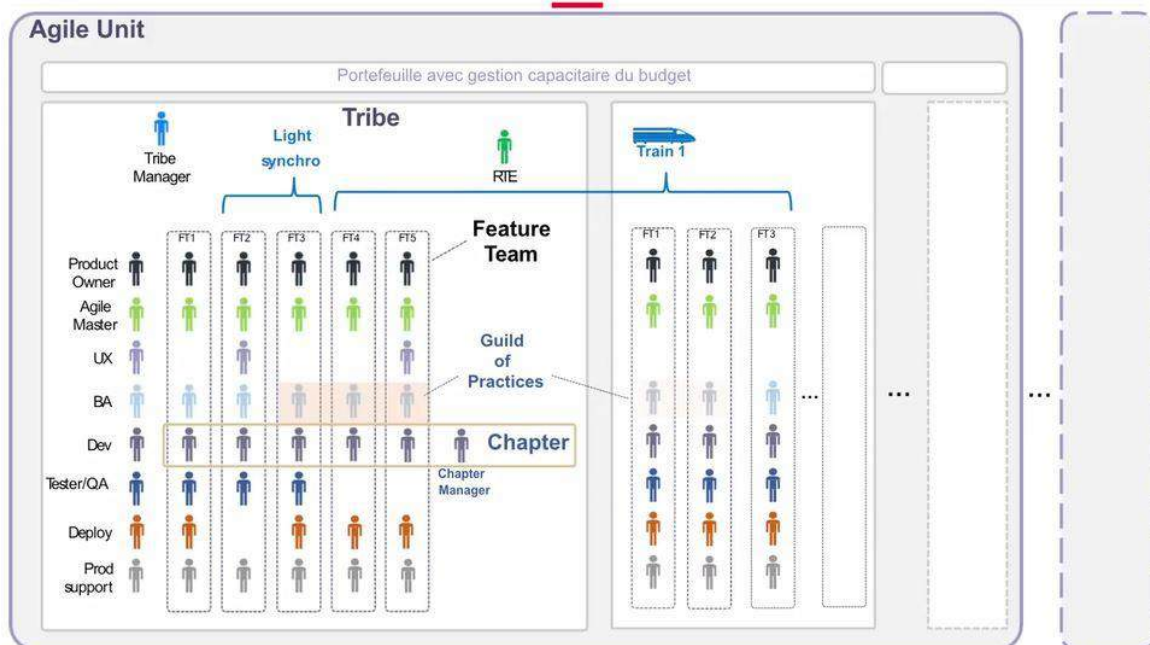 Agile Unit
Portefeuille avec gestion capacitaire du budget
Tribe
Light
synchro
Train 1
Tribe
Manager
RTE
Feature
Team
FT1 FT2 FT3 FT4 FT5
FT1 FT2 FT3
Product
Owner
Agile
Master
UX
Guild
of
Practices
BA
...
...
...
Dev
Chapter
Chapter
Manager
Tester/QA
Deploy
Prod
support